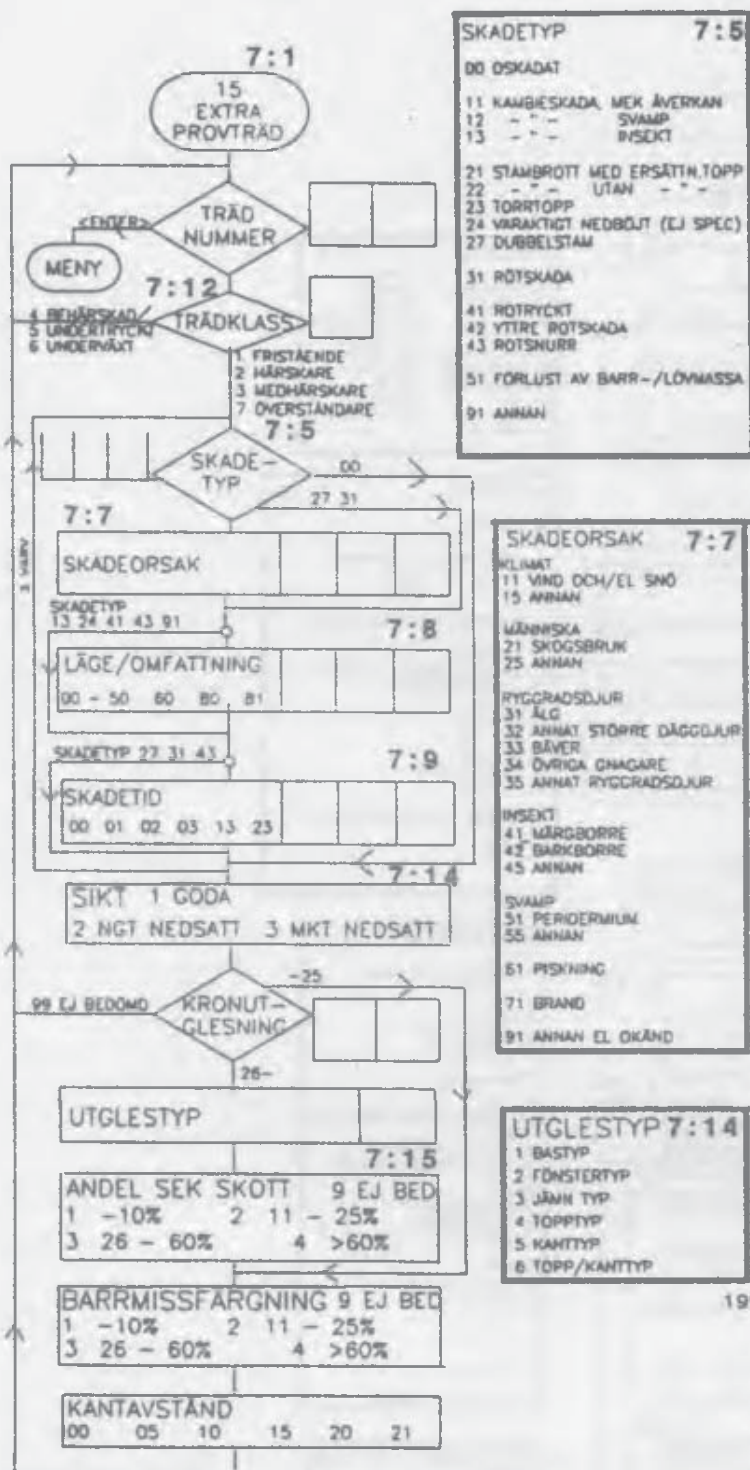 7:1
15
EXTRA
PROVTRÄD
TRÄD
NUMMER
<ENTER>
MENY
7:12
TRÄDKLASS
4 BEHÄRSKAD
5 UNDERTRYCKT
6 UNDERVÄXT
1 FRISTÅENDE
2 HÄRSKARE
3 MEDHÄRSKARE
7 ÖVERSTÅNDARE
7:5
SKADE-
TYP
00
27 31
3 VARV
7:7
SKADEORSAK
SKADETYP
13 24 41 43 91
7:8
LÄGE/OMFATTNING
00 - 50 60 80 81
SKADETYP 27 31 43
7:9
SKADETID
00 01 02 03 13 23
7:14
SIKT 1 GODA
2 NGT NEDSATT 3 MKT NEDSATT
-25
99 EJ BEDÖMD
KRONUT-
GLESNING
26-
UTGLESTYP
7:15
ANDEL SEK SKOTT 9 EJ BED
1 -10% 2 11 - 25%
3 26 - 60% 4 >60%
BARRMISSFÄRGNING 9 EJ BED
1 -10% 2 11 - 25%
3 26 - 60% 4 >60%
KANTAVSTÅND
00 05 10 15 20 21
SKADETYP 7:5
00 OSKADAT
11 KAMBIESKADA, MEK ÅVERKAN
12 - " - SVAMP
13 - " - INSEKT
21 STAMBROTT MED ERSÄTTN.TOPP
22 - " - UTAN - " -
23 TORRTOPP
24 VARAKTIGT NEDBÖJT (EJ SPEC)
27 DUBBELSTAM
31 RÖTSKADA
41 ROTRYCKT
42 YTTRE ROTSKADA
43 ROTSNURR
51 FÖRLUST AV BARR-/LÖVMASSA
91 ANNAN
SKADEORSAK 7:7
KLIMAT
11 VIND OCH/EL SNÖ
15 ANNAN
MÄNNISKA
21 SKOGSBRUK
25 ANNAN
RYGGRADSDJUR
31 ÄLG
32 ANNAT STÖRRE DÄGGDJUR
33 BÄVER
34 ÖVRIGA GNAGARE
35 ANNAT RYGGRADSDJUR
INSEKT
41 MÄRGBORRE
42 BARKBORRE
45 ANNAN
SVAMP
51 PERIDERMIUM
55 ANNAN
61 PISKNING
71 BRAND
91 ANNAN EL OKÄND
UTGLESTYP 7:14
1 BASTYP
2 FÖNSTERTYP
3 JÄMN TYP
4 TOPPTYP
5 KANTTYP
6 TOPP/KANTTYP
19